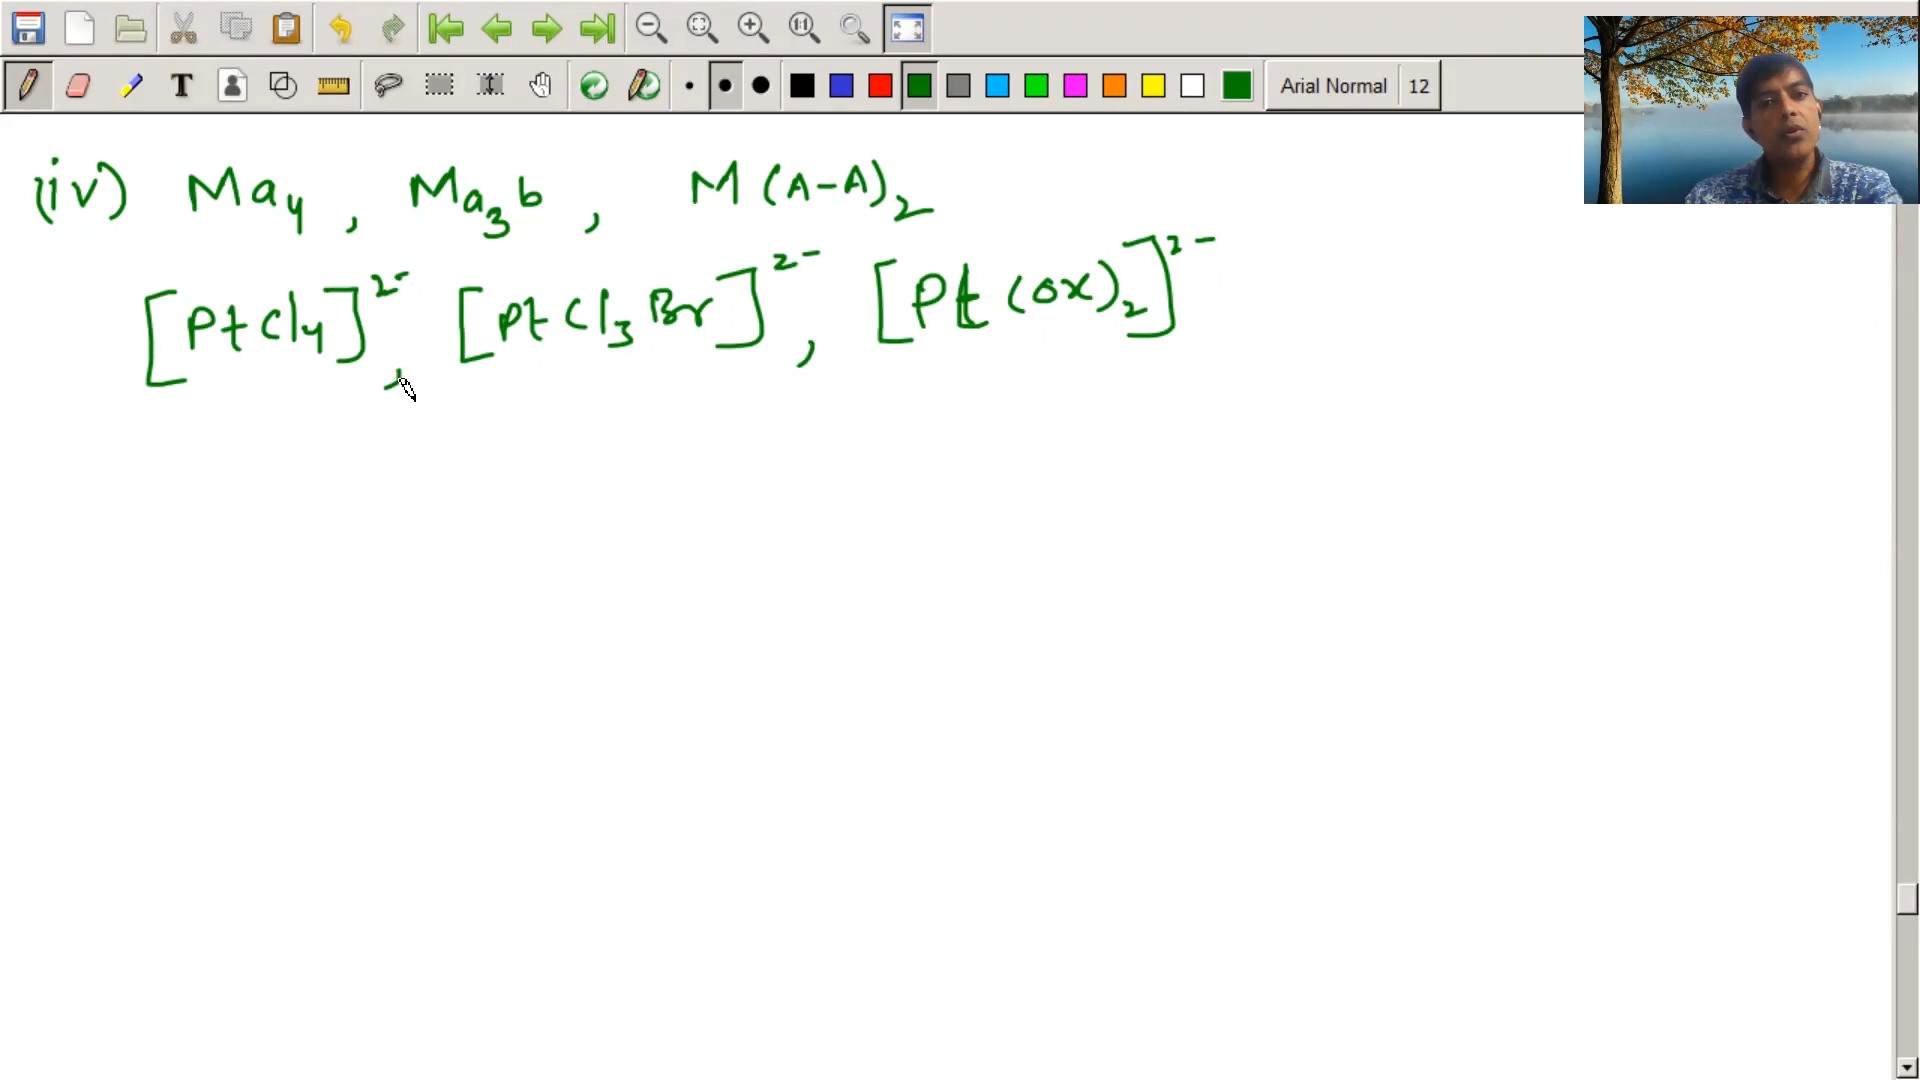 Arial Normal 12
(iv) Ma₄, Ma₃b, M(A-A)₂
[PtCl₄]²⁻, [PtCl₃Br]²⁻, [Pt(ox)₂]²⁻